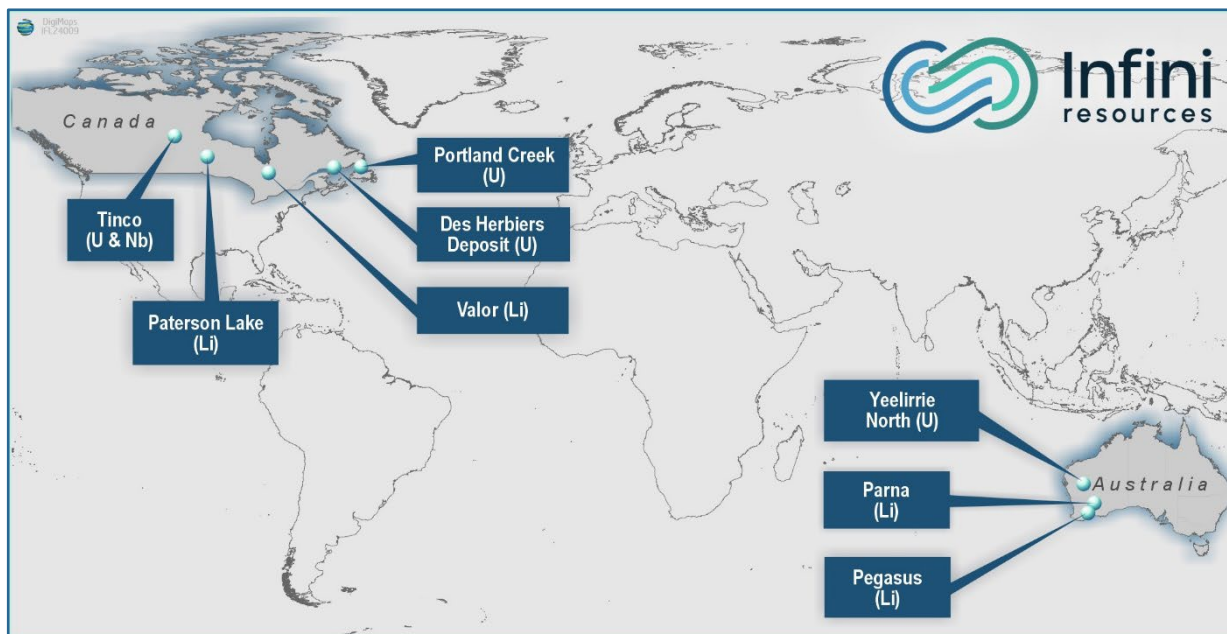 DigiMaps
IFL24009
Infini
resources
Canada
Portland Creek
(U)
Tinco
(U & Nb)
Des Herbiers
Deposit (U)
Paterson Lake
(Li)
Valor (Li)
Yeelirrie
North (U)
Australia
Parna
(Li)
Pegasus
(Li)